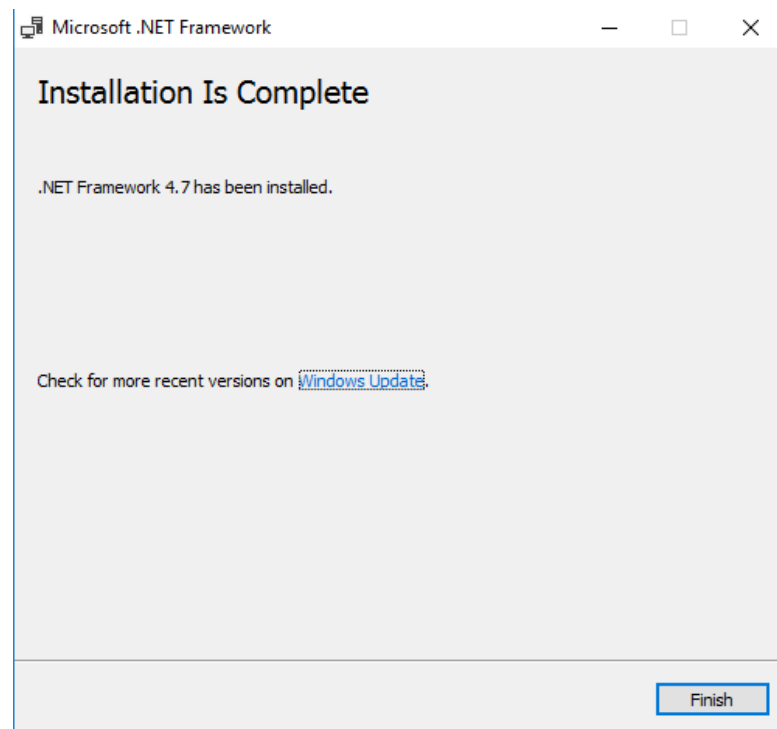 Microsoft .NET Framework
Installation Is Complete
.NET Framework 4.7 has been installed.
Check for more recent versions on Windows Update.
Finish